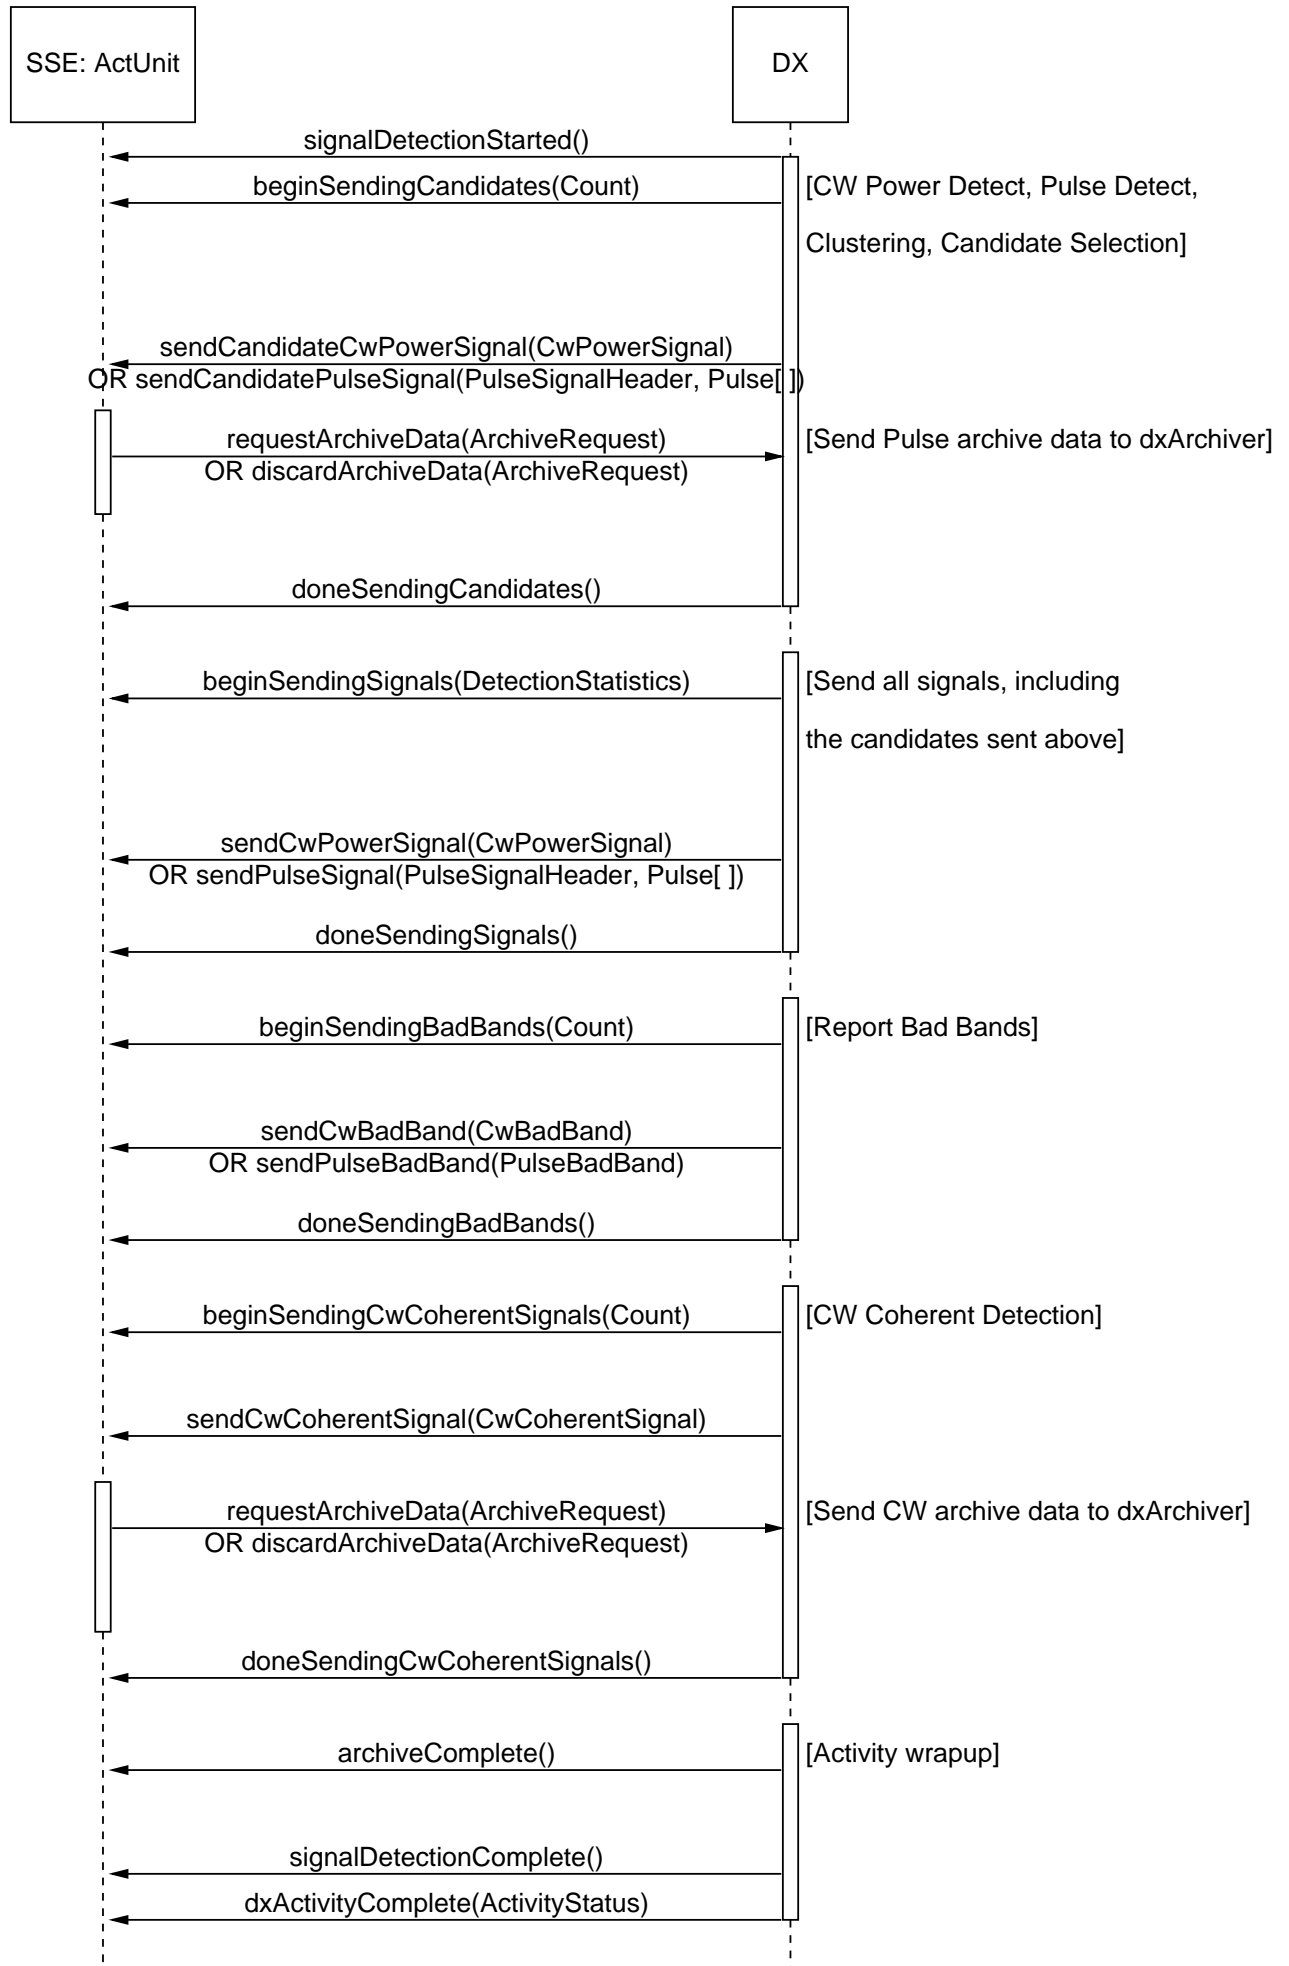 SSE: ActUnit
DX
signalDetectionStarted()
beginSendingCandidates(Count)
[CW Power Detect, Pulse Detect,
Clustering, Candidate Selection]
sendCandidateCwPowerSignal(CwPowerSignal)
OR sendCandidatePulseSignal(PulseSignalHeader, Pulse[ ])
requestArchiveData(ArchiveRequest)
[Send Pulse archive data to dxArchiver]
OR discardArchiveData(ArchiveRequest)
doneSendingCandidates()
beginSendingSignals(DetectionStatistics)
[Send all signals, including
the candidates sent above]
sendCwPowerSignal(CwPowerSignal)
OR sendPulseSignal(PulseSignalHeader, Pulse[ ])
doneSendingSignals()
beginSendingBadBands(Count)
[Report Bad Bands]
sendCwBadBand(CwBadBand)
OR sendPulseBadBand(PulseBadBand)
doneSendingBadBands()
beginSendingCwCoherentSignals(Count)
[CW Coherent Detection]
sendCwCoherentSignal(CwCoherentSignal)
requestArchiveData(ArchiveRequest)
[Send CW archive data to dxArchiver]
OR discardArchiveData(ArchiveRequest)
doneSendingCwCoherentSignals()
archiveComplete()
[Activity wrapup]
signalDetectionComplete()
dxActivityComplete(ActivityStatus)